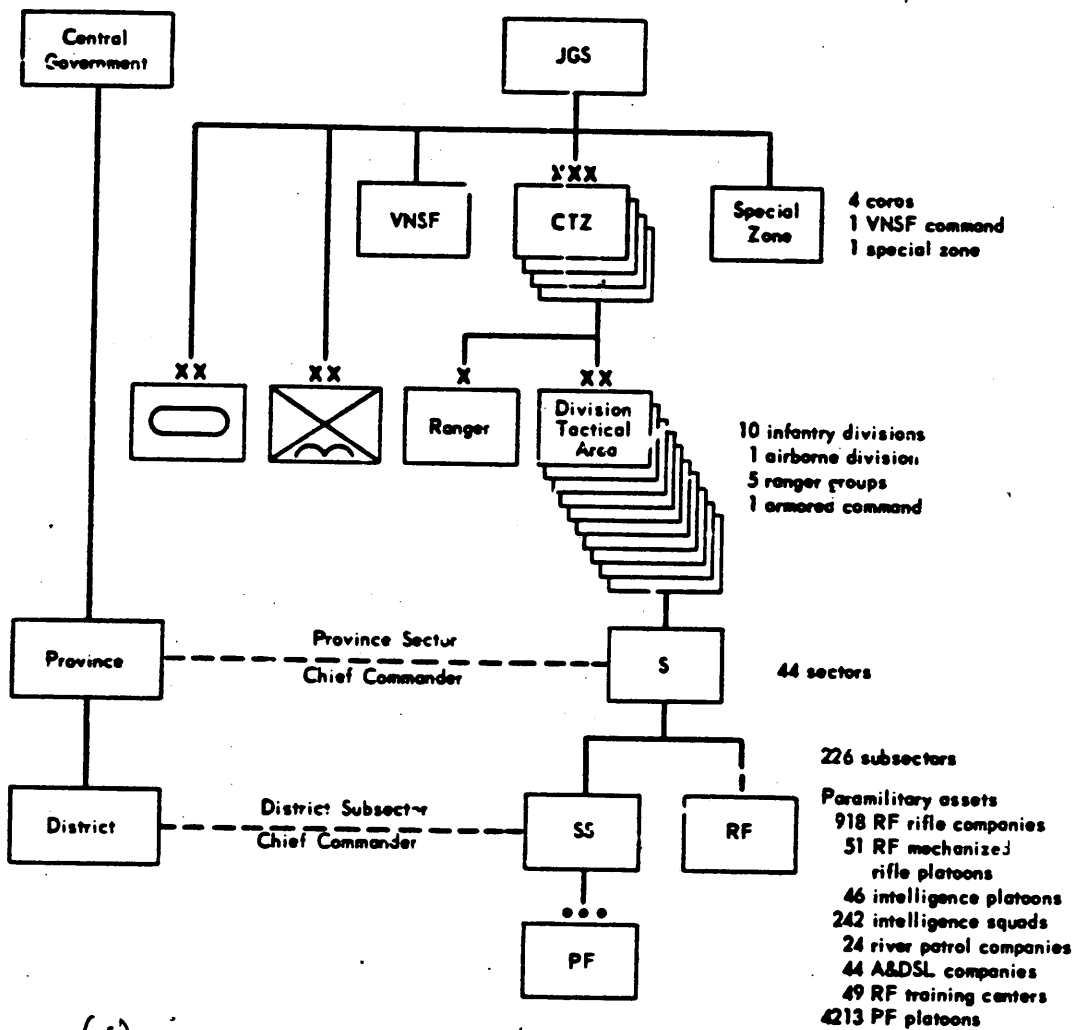 Central
Government
JGS
XXX
VNSF
CTZ
Special
Zone
4 coros
1 VNSF command
1 special zone
XX
XX
X
XX
Ranger
Division
Tactical
Area
10 infantry divisions
1 airborne division
5 ranger groups
1 armored command
Province
Province Sector
Chief Commander
S
44 sectors
226 subsectors
District
District Subsector
Chief Commander
SS
RF
Paramilitary assets
918 RF rifle companies
51 RF mechanized
rifle platoons
46 intelligence platoons
242 intelligence squads
24 river patrol companies
44 A&DSL companies
49 RF training centers
4213 PF platoons
PF